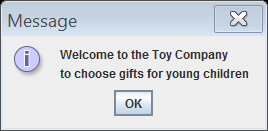 Message
Welcome to the Toy Company
to choose gifts for young children
OK